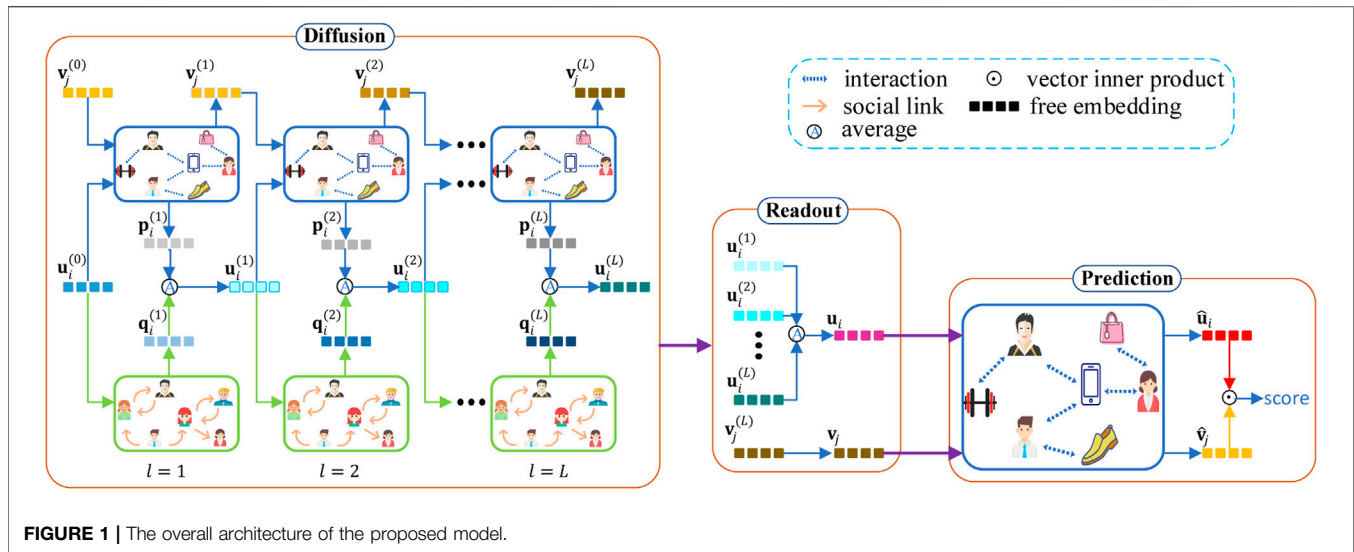 Diffusion
v_j^(0) v_j^(1) v_j^(2) v_j^(L)
p_i^(1) p_i^(2) p_i^(L)
u_i^(0) u_i^(1) u_i^(2) u_i^(L)
A A A
q_i^(1) q_i^(2) q_i^(L)
l = 1 l = 2 l = L
interaction vector inner product
social link free embedding
A average
Readout
u_i^(1)
u_i^(2)
A u_i
u_i^(L)
v_j^(L) v_j
Prediction
û_i
score
v̂_j
FIGURE 1 | The overall architecture of the proposed model.